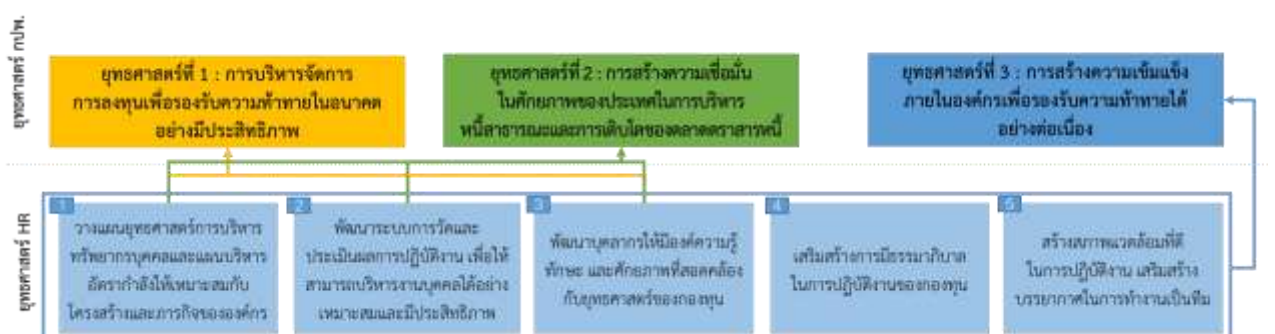 ยุทธศาสตร์ กปพ.
ยุทธศาสตร์ที่ 1 : การบริหารจัดการ
การลงทุนเพื่อรองรับความท้าทายในอนาคต
อย่างมีประสิทธิภาพ
ยุทธศาสตร์ที่ 2 : การสร้างความเชื่อมั่น
ในศักยภาพของประเทศในการบริหาร
หนี้สาธารณะและการเติบโตของตลาดตราสารหนี้
ยุทธศาสตร์ที่ 3 : การสร้างความเข้มแข็ง
ภายในองค์กรเพื่อรองรับความท้าทายได้
อย่างต่อเนื่อง
ยุทธศาสตร์ HR
1
วางแผนยุทธศาสตร์การบริหาร
ทรัพยากรบุคคลและแผนบริหาร
อัตรากำลังให้เหมาะสมกับ
โครงสร้างและภารกิจขององค์กร
2
พัฒนาระบบการวัดและ
ประเมินผลการปฏิบัติงาน เพื่อให้
สามารถบริหารงานบุคคลได้อย่าง
เหมาะสมและมีประสิทธิภาพ
3
พัฒนาบุคลากรให้มีองค์ความรู้
ทักษะ และศักยภาพที่สอดคล้อง
กับยุทธศาสตร์ของกองทุน
4
เสริมสร้างการมีธรรมาภิบาล
ในการปฏิบัติงานของกองทุน
5
สร้างสภาพแวดล้อมที่ดี
ในการปฏิบัติงาน เสริมสร้าง
บรรยากาศในการทำงานเป็นทีม